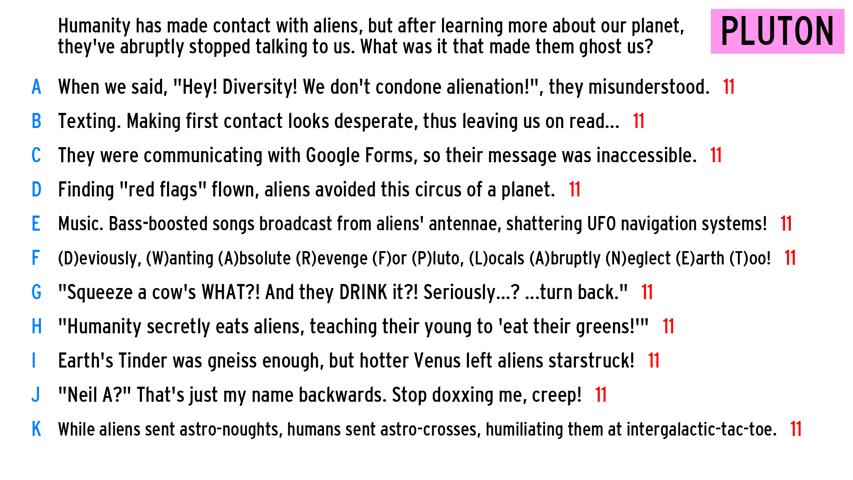 Humanity has made contact with aliens, but after learning more about our planet,
they've abruptly stopped talking to us. What was it that made them ghost us?
PLUTON
A When we said, "Hey! Diversity! We don't condone alienation!", they misunderstood. 11
B Texting. Making first contact looks desperate, thus leaving us on read... 11
C They were communicating with Google Forms, so their message was inaccessible. 11
D Finding "red flags" flown, aliens avoided this circus of a planet. 11
E Music. Bass-boosted songs broadcast from aliens' antennae, shattering UFO navigation systems! 11
F (D)eviously, (W)anting (A)bsolute (R)evenge (F)or (P)luto, (L)ocals (A)bruptly (N)eglect (E)arth (T)oo! 11
G "Squeeze a cow's WHAT?! And they DRINK it?! Seriously...? ...turn back." 11
H "Humanity secretly eats aliens, teaching their young to 'eat their greens!'" 11
I Earth's Tinder was gneiss enough, but hotter Venus left aliens starstruck! 11
J "Neil A?" That's just my name backwards. Stop doxxing me, creep! 11
K While aliens sent astro-noughts, humans sent astro-crosses, humiliating them at intergalactic-tac-toe. 11